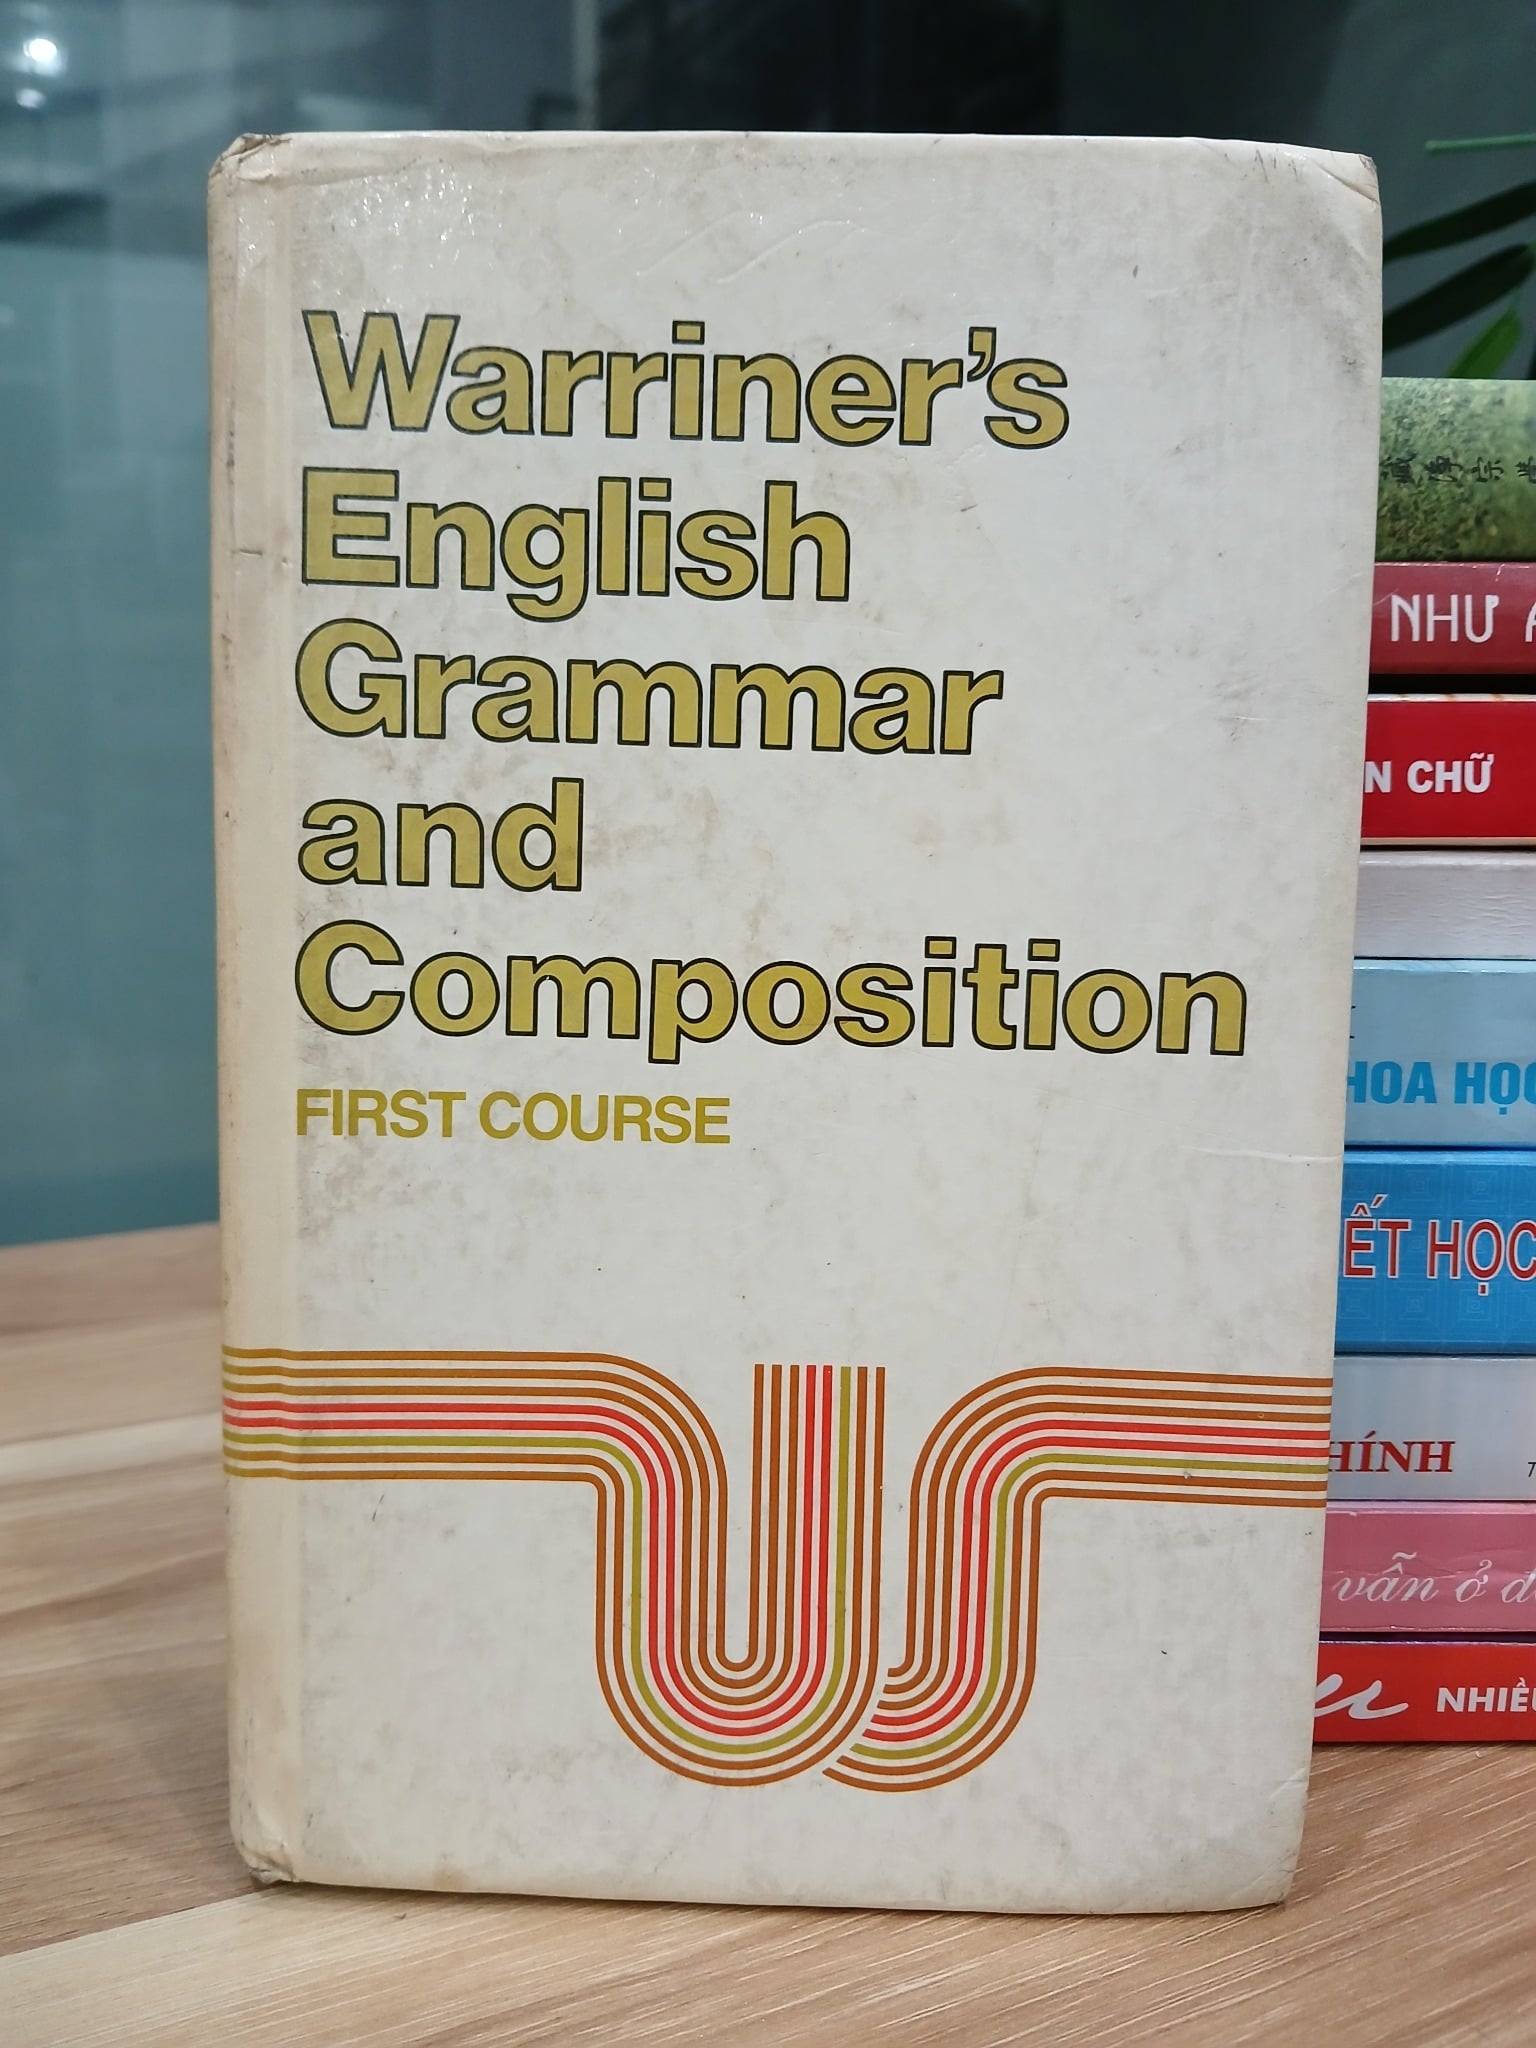 Warriner's
English
Grammar
and
Composition
FIRST COURSE
NHƯ
N CHỮ
HOA HỌC
ẾT HỌC
HÍNH
vẫn ở
NHIỀU